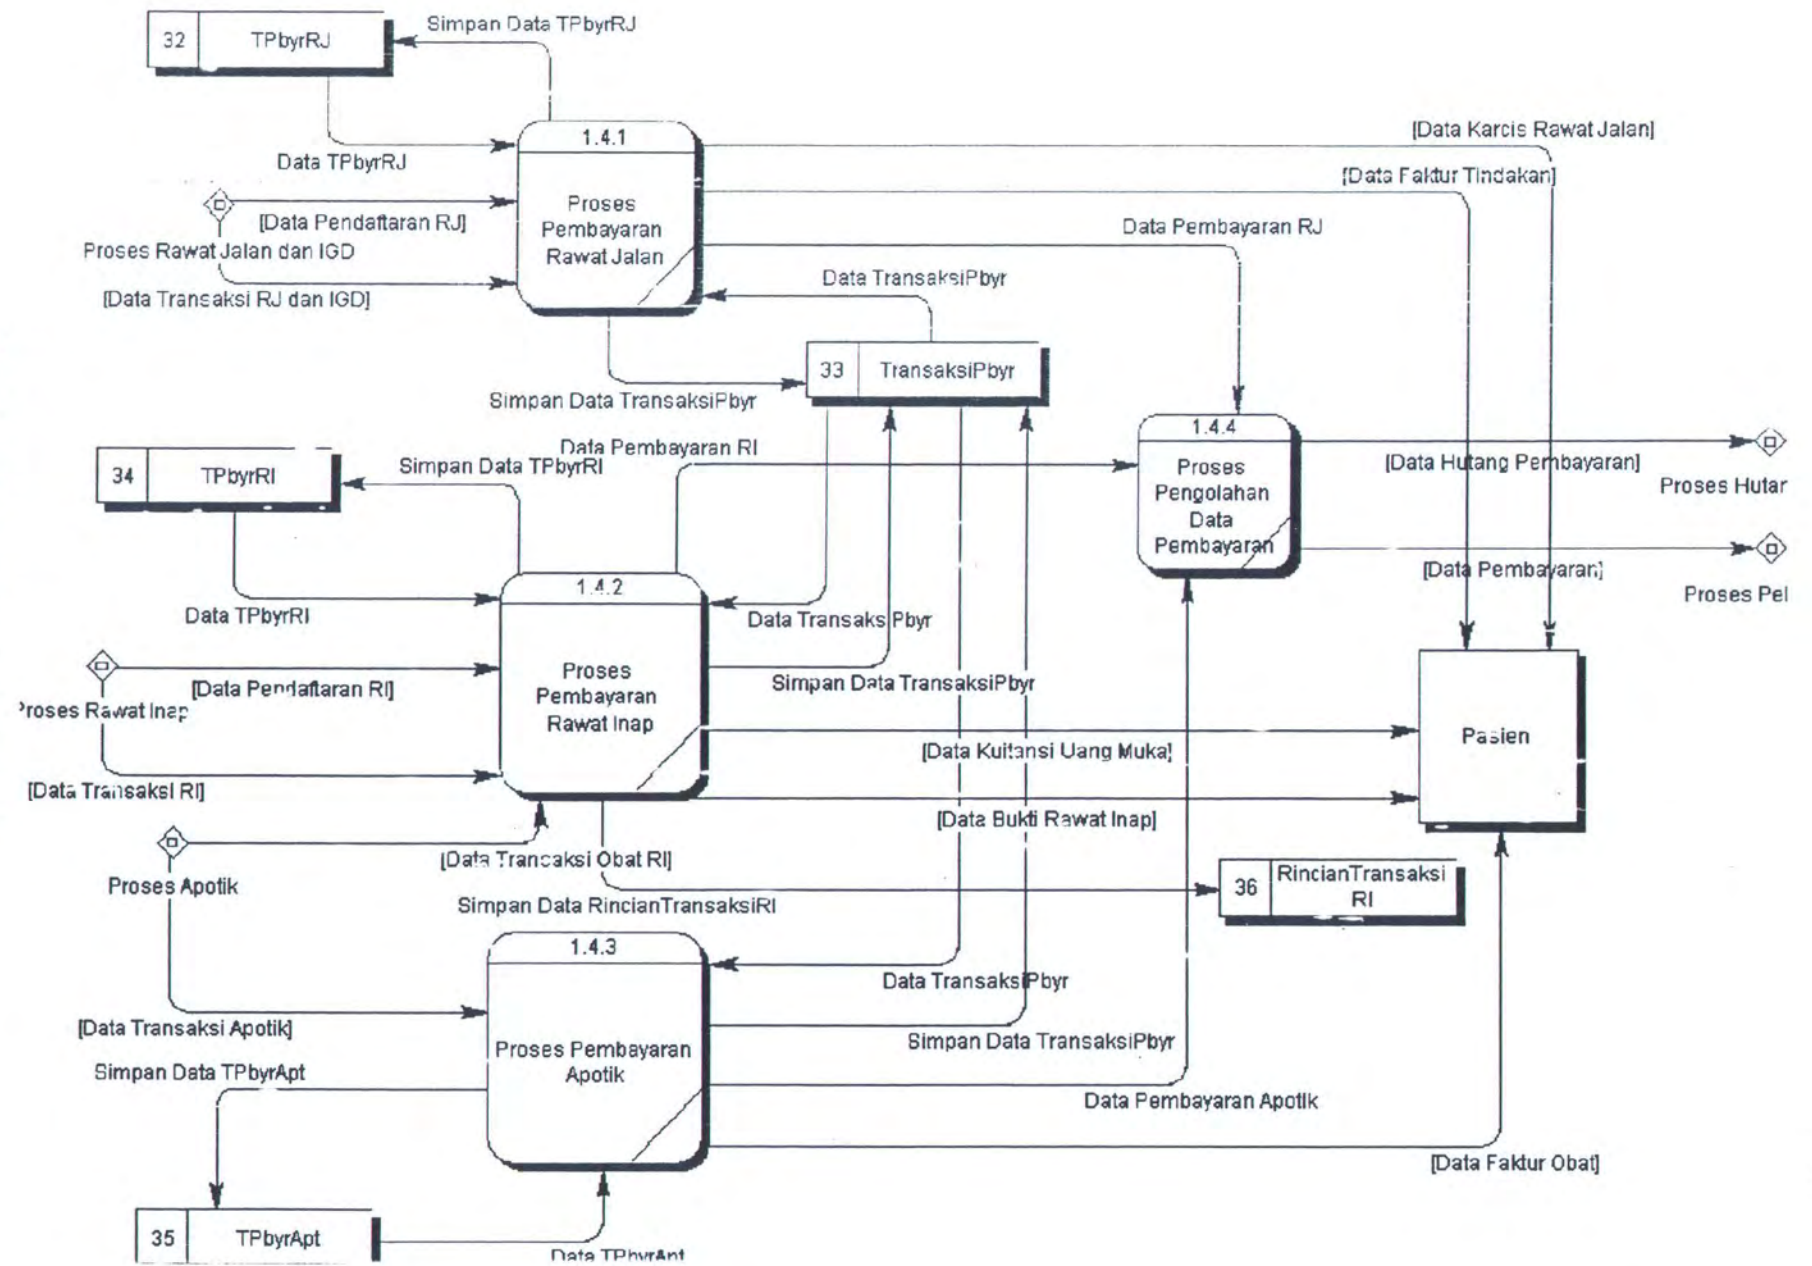 Simpan Data TPbyrRJ
32 TPbyrRJ
[Data Karcis Rawat Jalan]
1.4.1
Data TPbyrRJ
[Data Faktur Tindakan]
Proses
Pembayaran
Rawat Jalan
[Data Pendaftaran RJ]
Data Pembayaran RJ
Proses Rawat Jalan dan IGD
Data TransaksiPbyr
[Data Transaksi RJ dan IGD]
33 TransaksiPbyr
Simpan Data TransaksiPbyr
1.4.4
Proses
Pengolahan
Data
Pembayaran
Data Pembayaran RI
Simpan Data TPbyrRI
34 TPbyrRI
[Data Hutang Pembayaran]
Proses Hutar
[Data Pembayaran]
Proses Pel
1.4.2
Data TPbyrRI
Data Transaks Pbyr
Proses
Pembayaran
Rawat Inap
[Data Pendaftaran RI]
Simpan Data TransaksiPbyr
Proses Rawat Inap
Pasien
[Data Kuitansi Uang Muka]
[Data Transaksi RI]
[Data Bukti Rawat Inap]
[Data Transaksi Obat RI]
Proses Apotik
36 RincianTransaksi
RI
Simpan Data RincianTransaksiRI
1.4.3
Data TransaksiPbyr
[Data Transaksi Apotik]
Simpan Data TransaksiPbyr
Proses Pembayaran
Apotik
Simpan Data TPbyrApt
Data Pembayaran Apotik
[Data Faktur Obat]
35 TPbyrApt
Data TPbyrApt